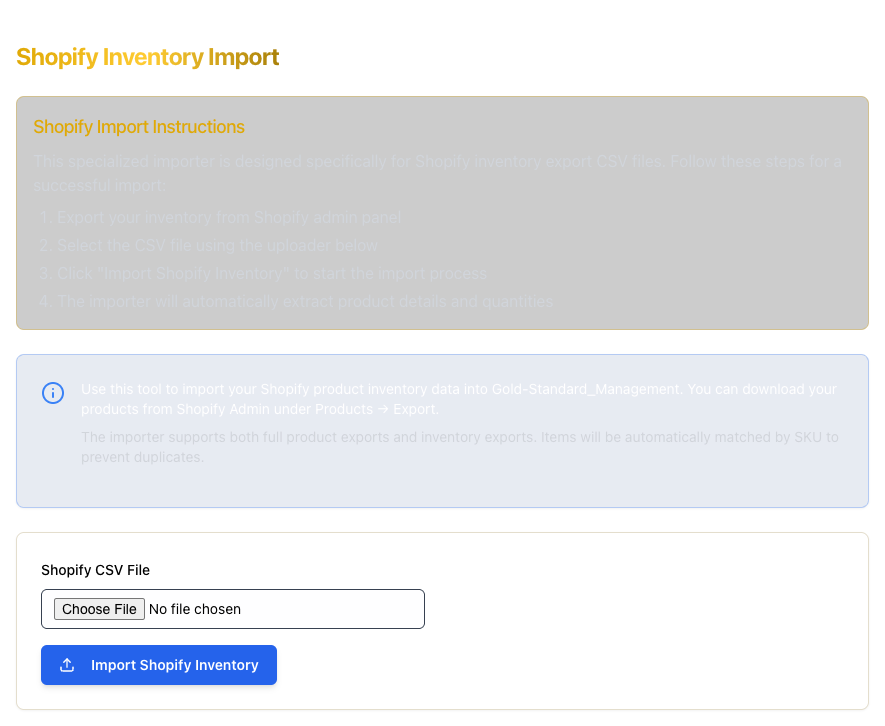 Shopify Inventory Import
Shopify Import Instructions
This specialized importer is designed specifically for Shopify inventory export CSV files. Follow these steps for a
successful import:
1. Export your inventory from Shopify admin panel
2. Select the CSV file using the uploader below
3. Click "Import Shopify Inventory" to start the import process
4. The importer will automatically extract product details and quantities
Use this tool to import your Shopify product inventory data into Gold-Standard_Management. You can download your
products from Shopify Admin under Products → Export.
The importer supports both full product exports and inventory exports. Items will be automatically matched by SKU to
prevent duplicates.
Shopify CSV File
Choose File No file chosen
Import Shopify Inventory